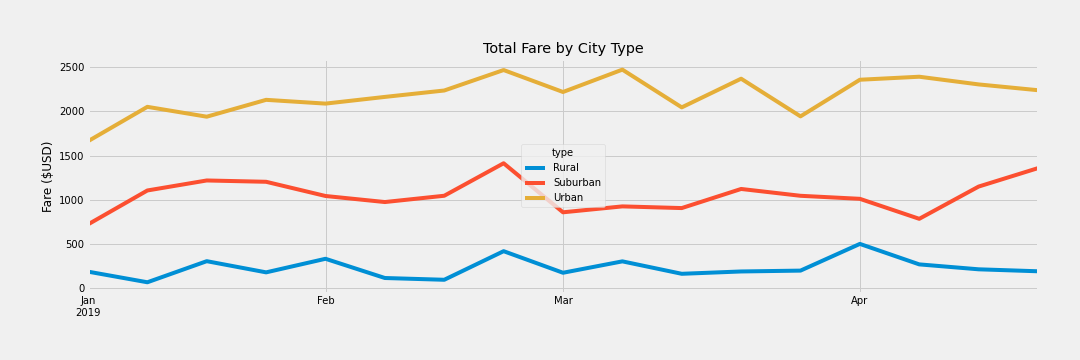 Total Fare by City Type
Fare ($USD)
2500
2000
1500
1000
500
0
type
Rural
Suburban
Urban
Jan
2019
Feb
Mar
Apr